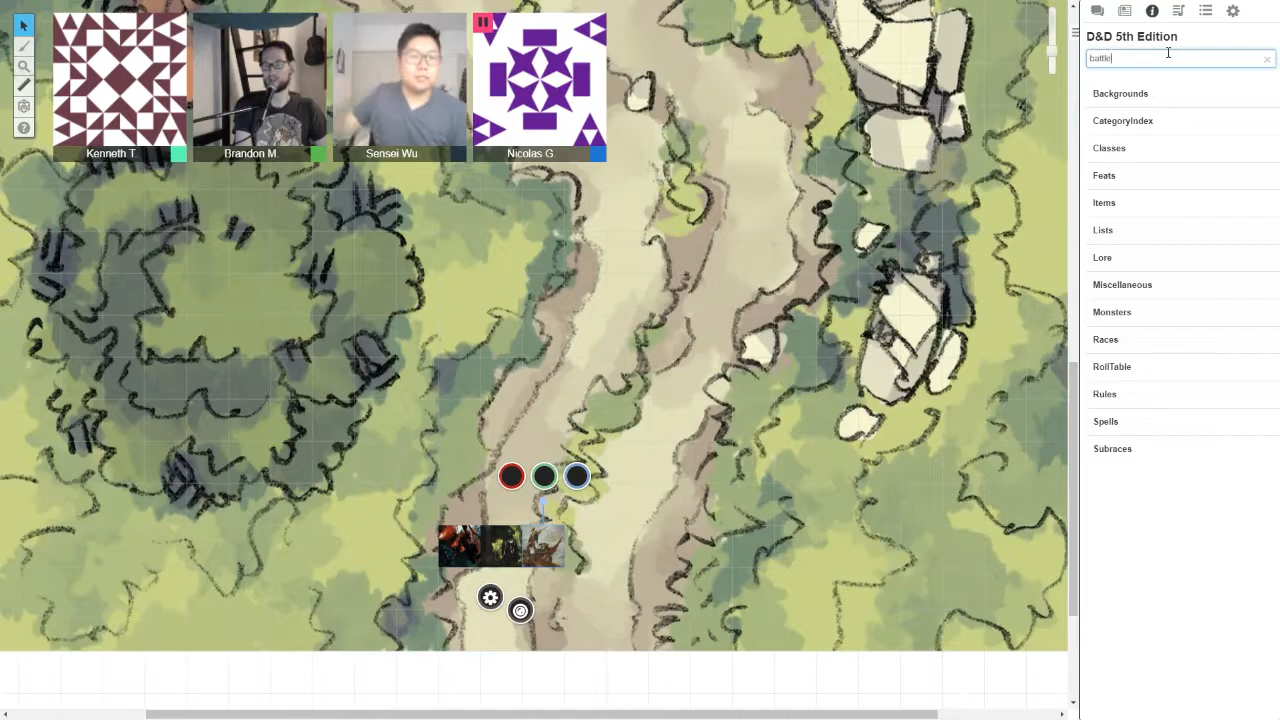 Kenneth T.
Brandon M.
Sensei Wu
Nicolas G.
D&D 5th Edition
battle
Backgrounds
CategoryIndex
Classes
Feats
Items
Lists
Lore
Miscellaneous
Monsters
Races
RollTable
Rules
Spells
Subraces